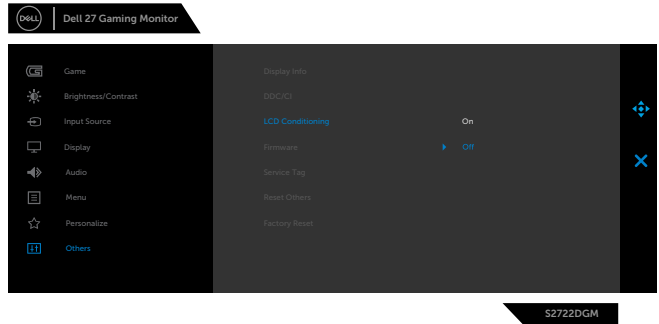 DELL Dell 27 Gaming Monitor
Game Display Info
Brightness/Contrast DDC/CI
Input Source LCD Conditioning On
Display Firmware Off
Audio Service Tag
Menu Reset Others
Personalize Factory Reset
Others
S2722DGM